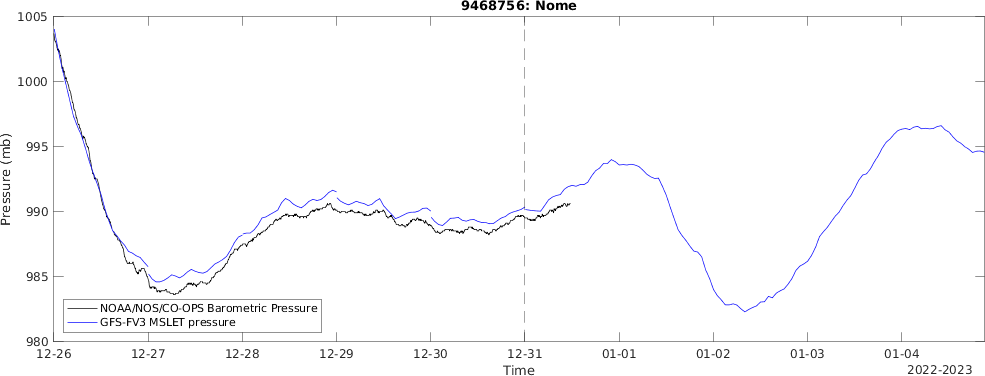 9468756: Nome
1005
1000
995
990
985
980
Pressure (mb)
NOAA/NOS/CO-OPS Barometric Pressure
GFS-FV3 MSLET pressure
12-26 12-27 12-28 12-29 12-30 12-31 01-01 01-02 01-03 01-04
Time
2022-2023